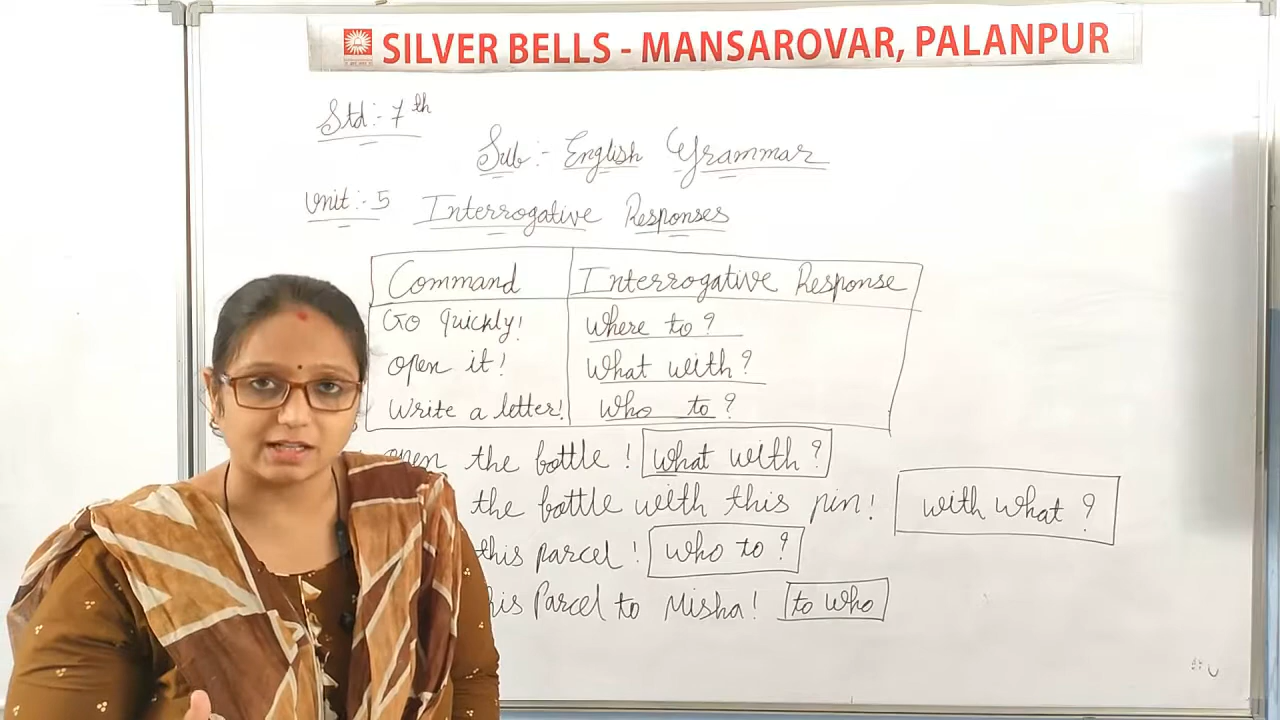 SILVER BELLS - MANSAROVAR, PALANPUR
Std:- 7th
Sub:- English Grammar
Unit:- 5 Interrogative Responses
Command Interrogative Response
Go quickly! Where to?
open it! What with?
Write a letter! Who to?
open the bottle! what with?
the bottle with this pin! with what?
this parcel! who to?
his Parcel to Misha! to who